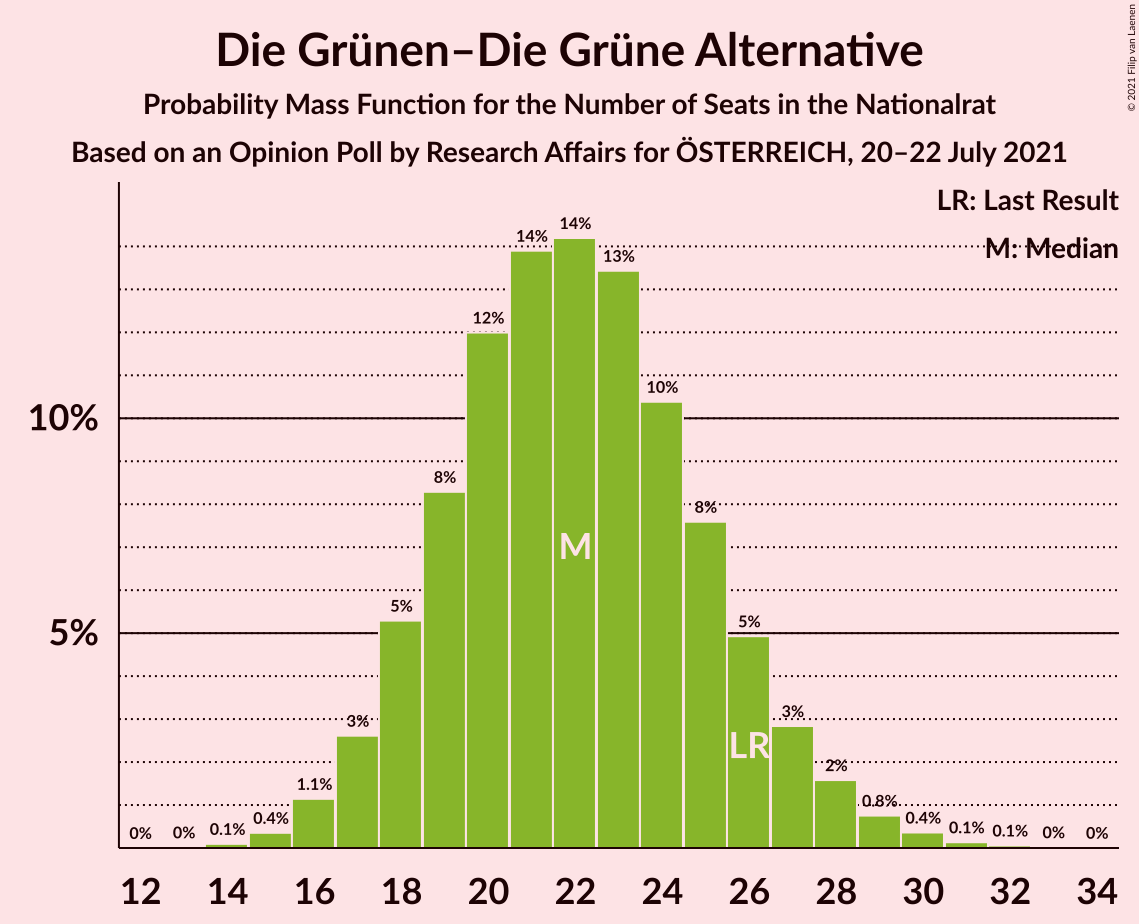 Die Grünen–Die Grüne Alternative
Probability Mass Function for the Number of Seats in the Nationalrat
Based on an Opinion Poll by Research Affairs for ÖSTERREICH, 20–22 July 2021
© 2021 Filip van Laenen
LR: Last Result
M: Median
10%
5%
0%
0%
0.1%
0.4%
1.1%
3%
5%
8%
12%
14%
14%
13%
10%
8%
5%
3%
2%
0.8%
0.4%
0.1%
0.1%
0%
0%
M
LR
12 14 16 18 20 22 24 26 28 30 32 34